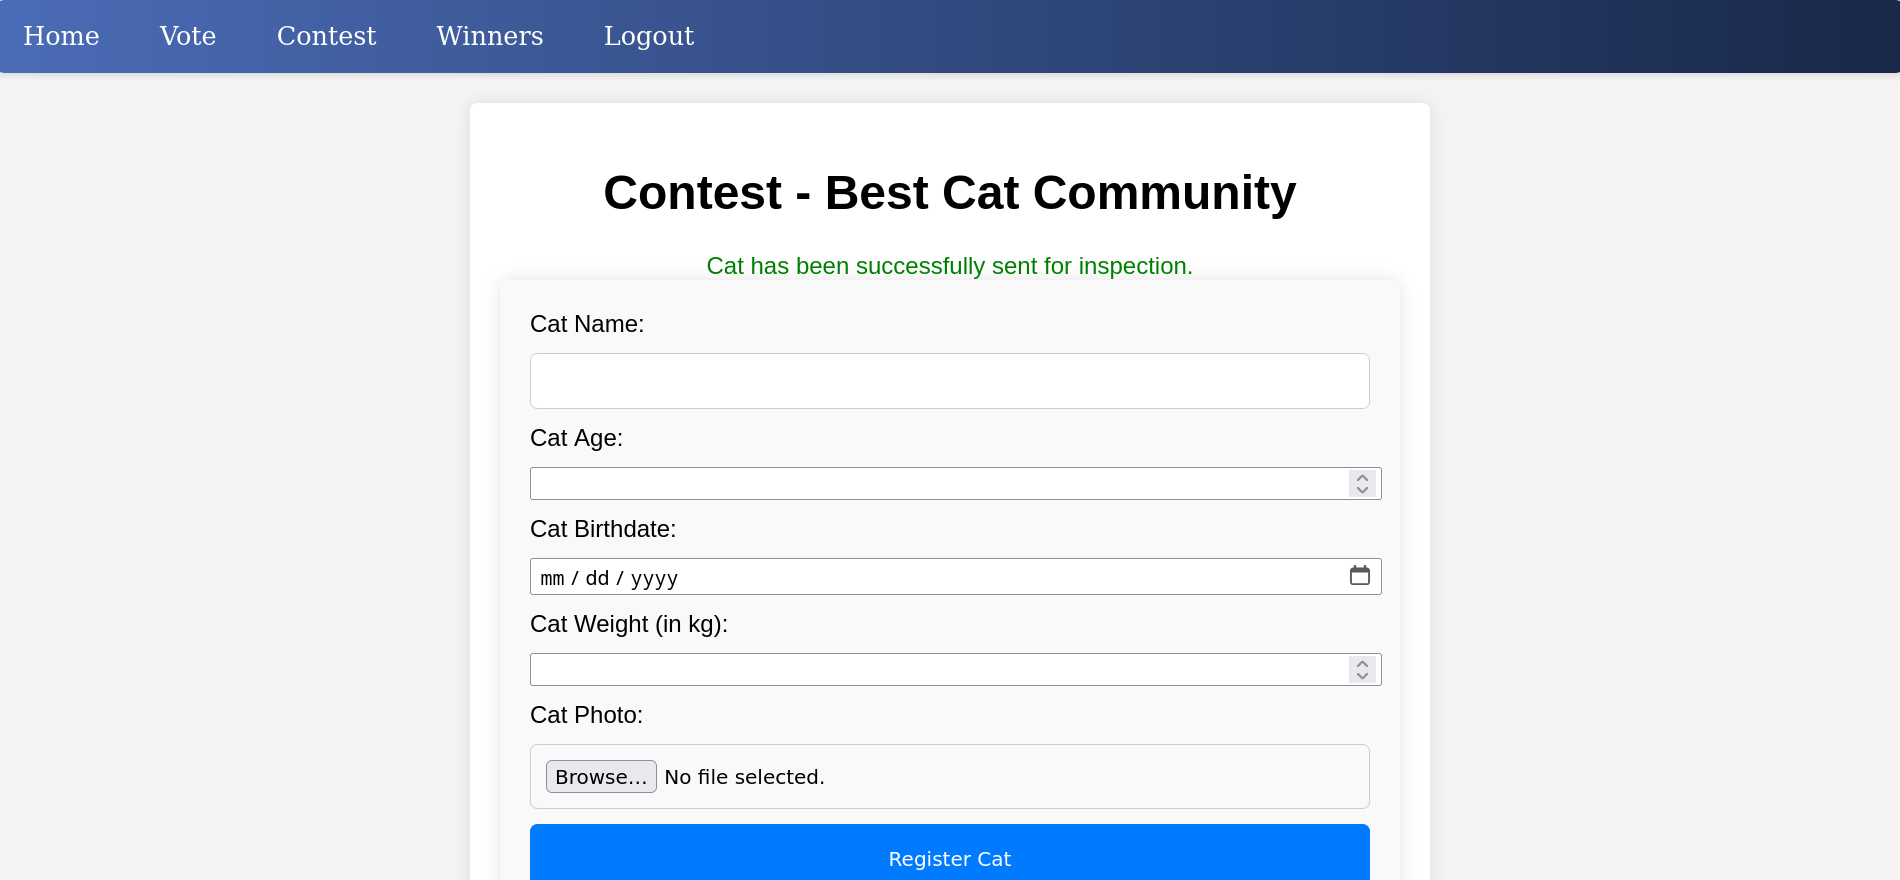 Home Vote Contest Winners Logout
Contest - Best Cat Community
Cat has been successfully sent for inspection.
Cat Name:
Cat Age:
Cat Birthdate:
mm / dd / yyyy
Cat Weight (in kg):
Cat Photo:
Browse... No file selected.
Register Cat